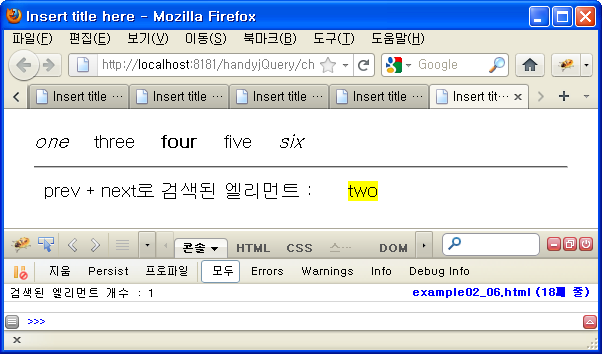 Insert title here - Mozilla Firefox
파일(F) 편집(E) 보기(V) 이동(S) 북마크(B) 도구(T) 도움말(H)
http://localhost:8181/handyjQuery/ch Google
Insert title ··· Insert title ··· Insert title ··· Insert title ··· Insert tit···
one three four five six
prev + next로 검색된 엘리먼트 : two
콘솔 HTML CSS 스··· DOM
지움 Persist 프로파일 모두 Errors Warnings Info Debug Info
검색된 엘리먼트 개수 : 1 example02_06.html (18째 줄)
>>>